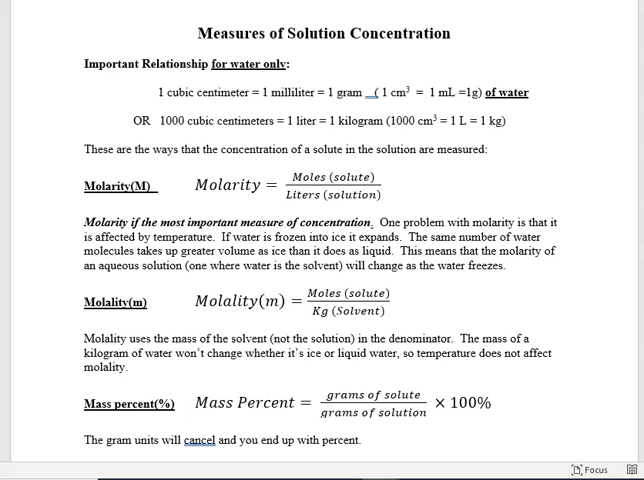 Measures of Solution Concentration
Important Relationship for water only:
1 cubic centimeter = 1 milliliter = 1 gram ( 1 cm³ = 1 mL =1g) of water
OR 1000 cubic centimeters = 1 liter = 1 kilogram (1000 cm³ = 1 L = 1 kg)
These are the ways that the concentration of a solute in the solution are measured:
Molarity(M) Molarity = Moles (solute) / Liters (solution)
Molarity if the most important measure of concentration. One problem with molarity is that it
is affected by temperature. If water is frozen into ice it expands. The same number of water
molecules takes up greater volume as ice than it does as liquid. This means that the molarity of
an aqueous solution (one where water is the solvent) will change as the water freezes.
Molality(m) Molality(m) = Moles (solute) / Kg (Solvent)
Molality uses the mass of the solvent (not the solution) in the denominator. The mass of a
kilogram of water won't change whether it's ice or liquid water, so temperature does not affect
molality.
Mass percent(%) Mass Percent = grams of solute / grams of solution × 100%
The gram units will cancel and you end up with percent.
Focus